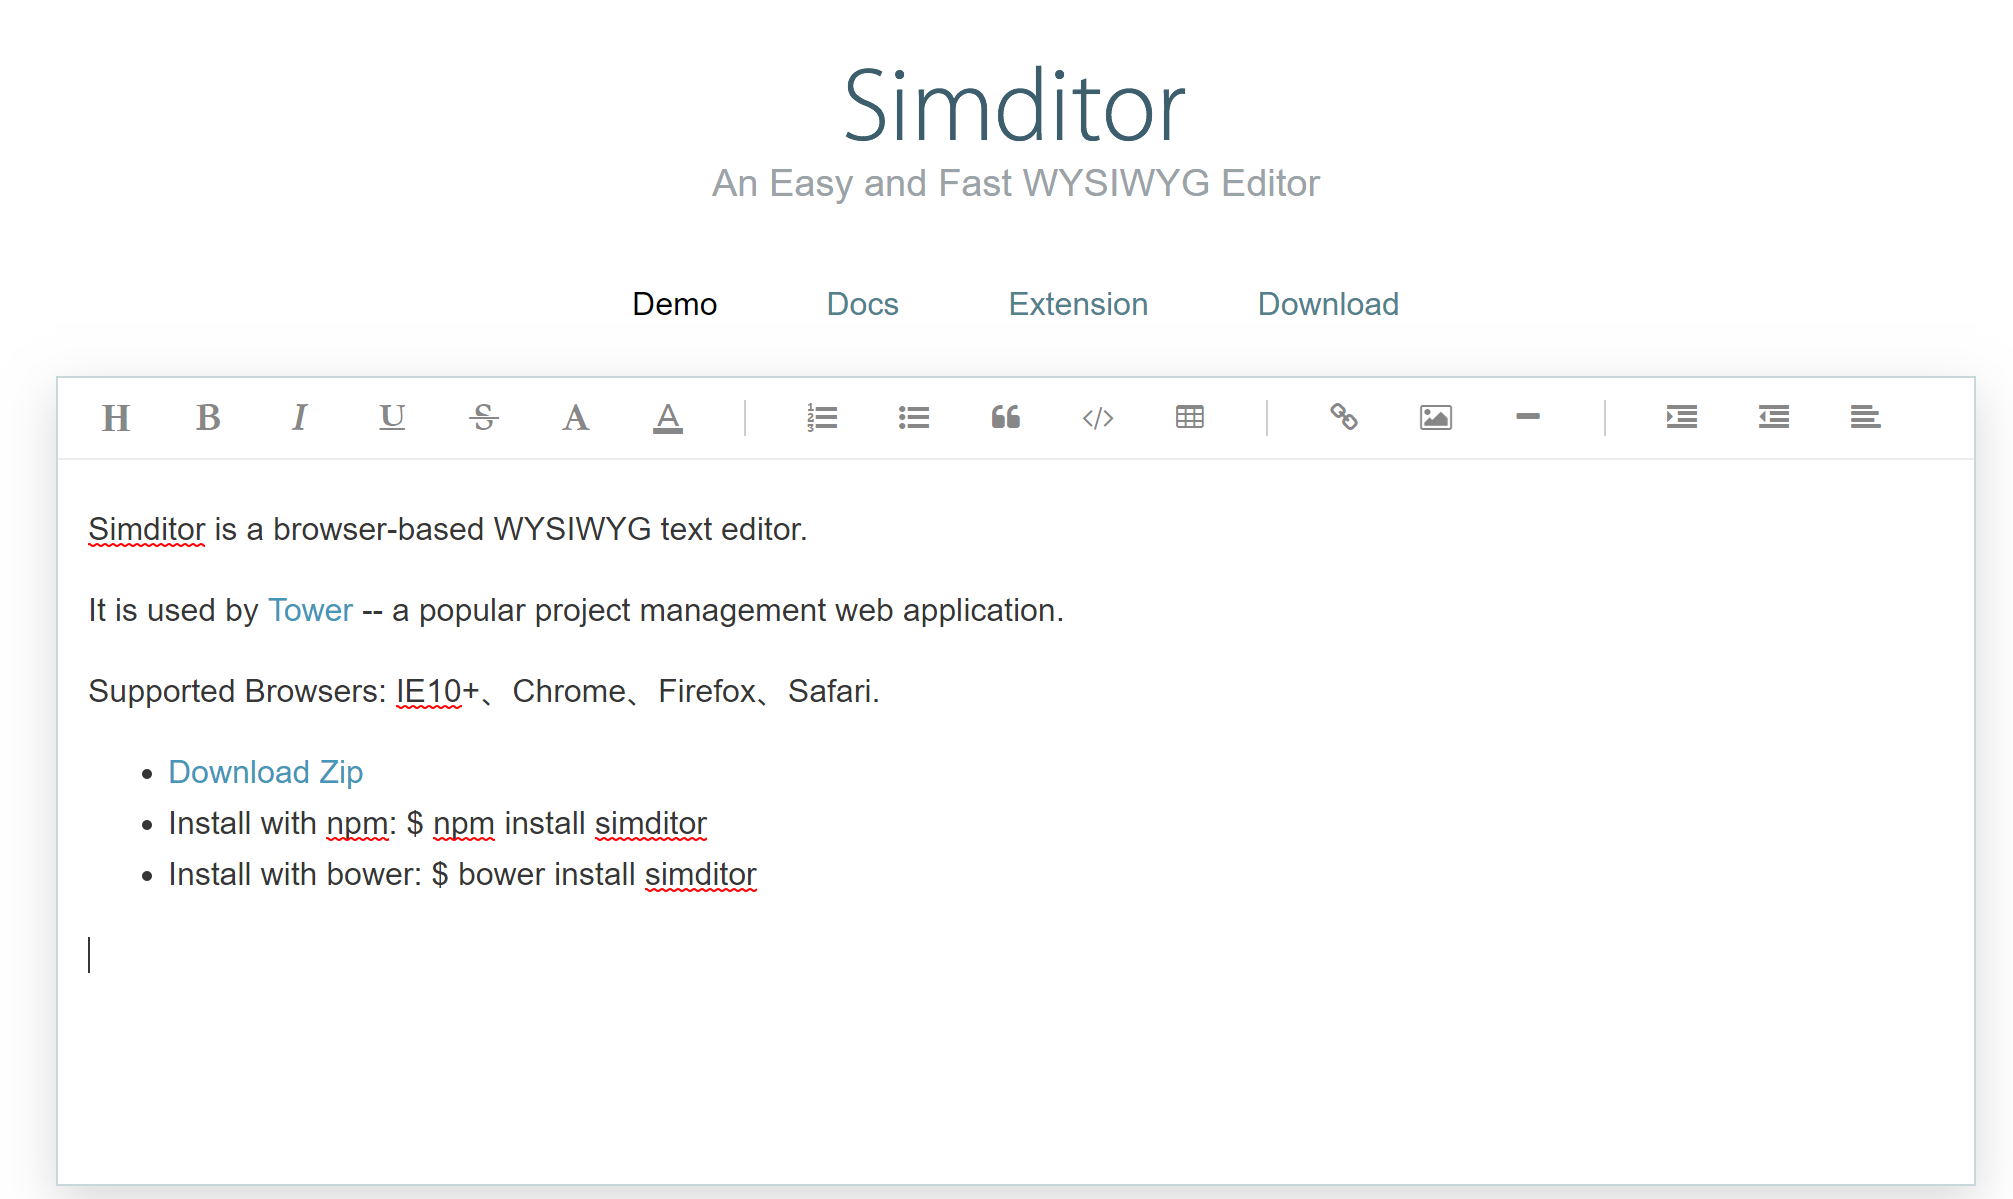 Simditor
An Easy and Fast WYSIWYG Editor
Demo Docs Extension Download
H B I U S A A
Simditor is a browser-based WYSIWYG text editor.
It is used by Tower -- a popular project management web application.
Supported Browsers: IE10+、Chrome、Firefox、Safari.
• Download Zip
• Install with npm: $ npm install simditor
• Install with bower: $ bower install simditor